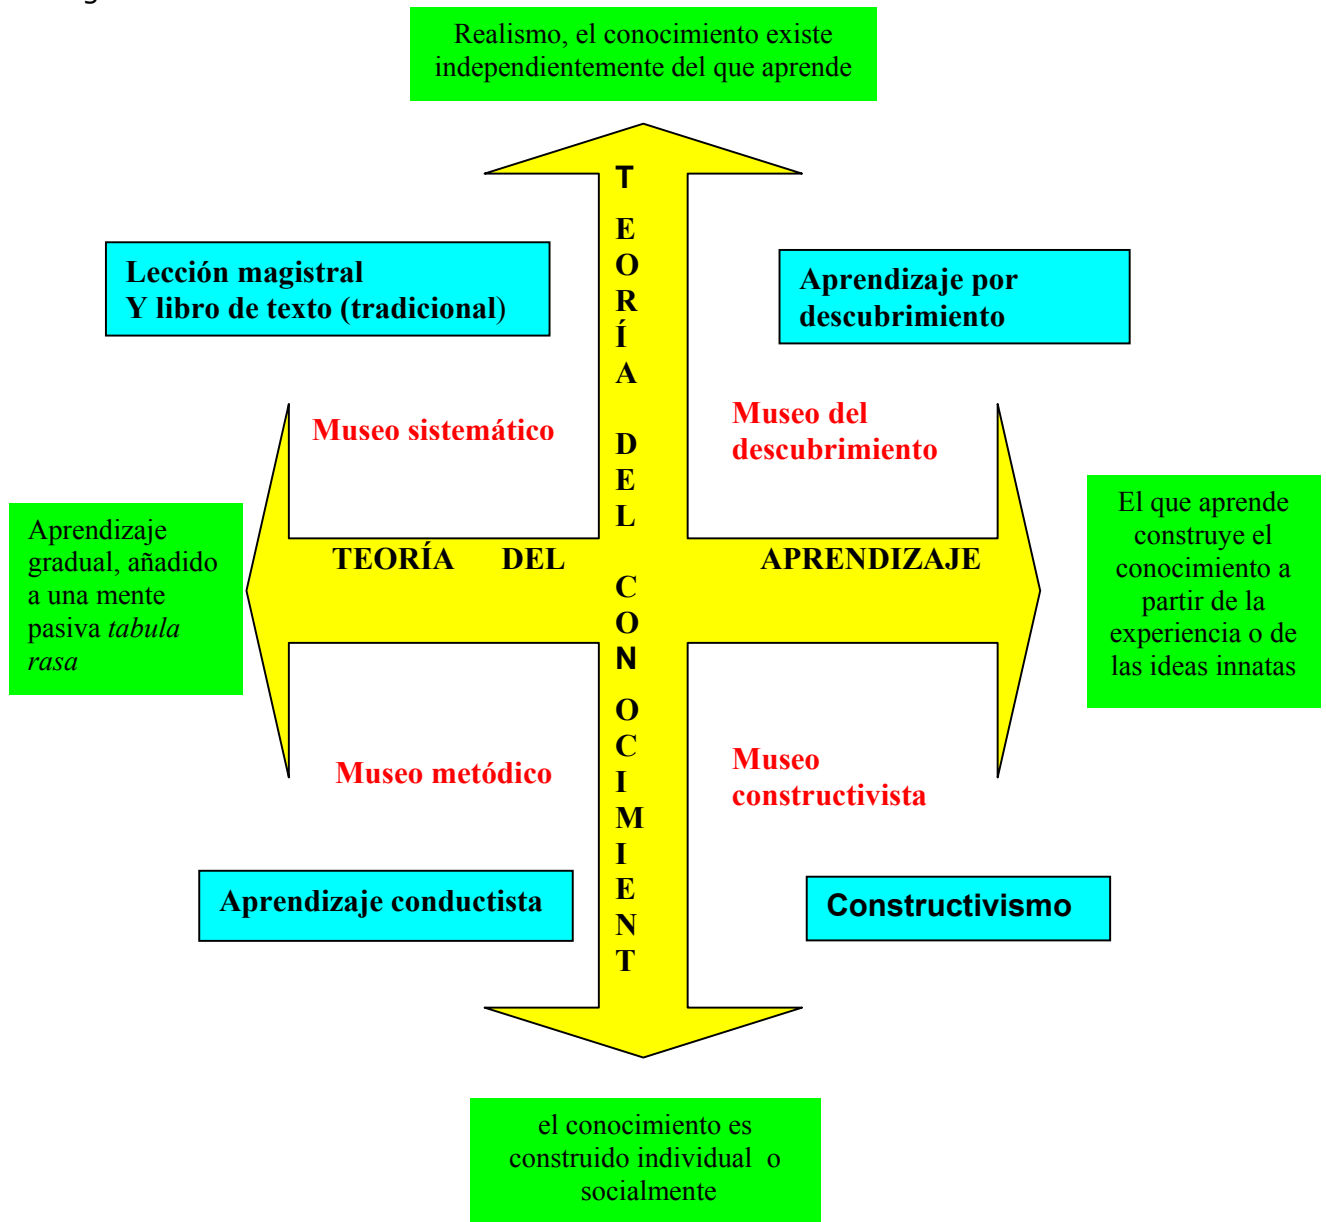 Realismo, el conocimiento existe
independientemente del que aprende
Lección magistral
Y libro de texto (tradicional)
Aprendizaje por
descubrimiento
Museo sistemático
Museo del
descubrimiento
Aprendizaje
gradual, añadido
a una mente
pasiva tabula
rasa
El que aprende
construye el
conocimiento a
partir de la
experiencia o de
las ideas innatas
TEORÍA DEL APRENDIZAJE
TEORÍA DEL CONOCIMIENT
Museo metódico
Museo
constructivista
Aprendizaje conductista
Constructivismo
el conocimiento es
construido individual o
socialmente